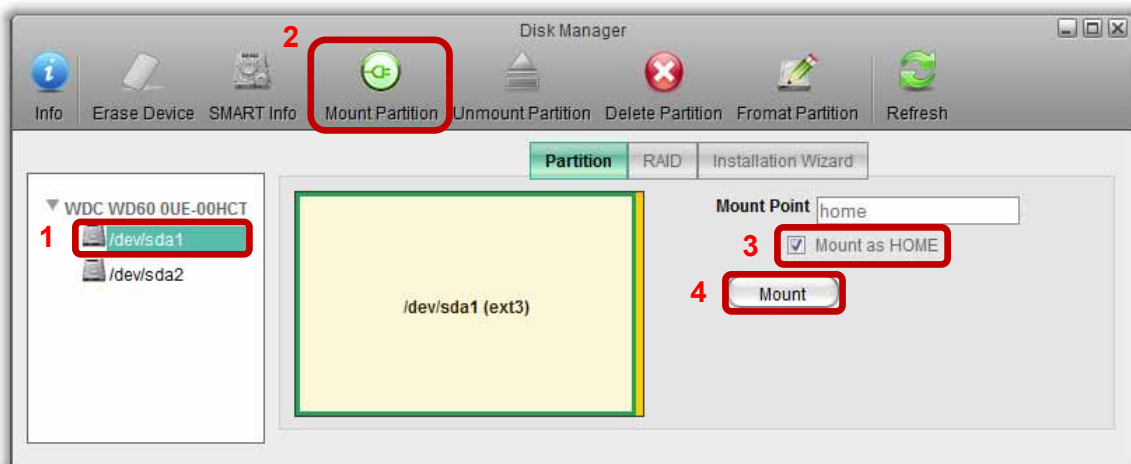 Disk Manager
2
Info Erase Device SMART Info Mount Partition Unmount Partition Delete Partition Fromat Partition Refresh
Partition RAID Installation Wizard
WDC WD60 0UE-00HCT
Mount Point home
1 /dev/sda1
3 Mount as HOME
/dev/sda2
4 Mount
/dev/sda1 (ext3)